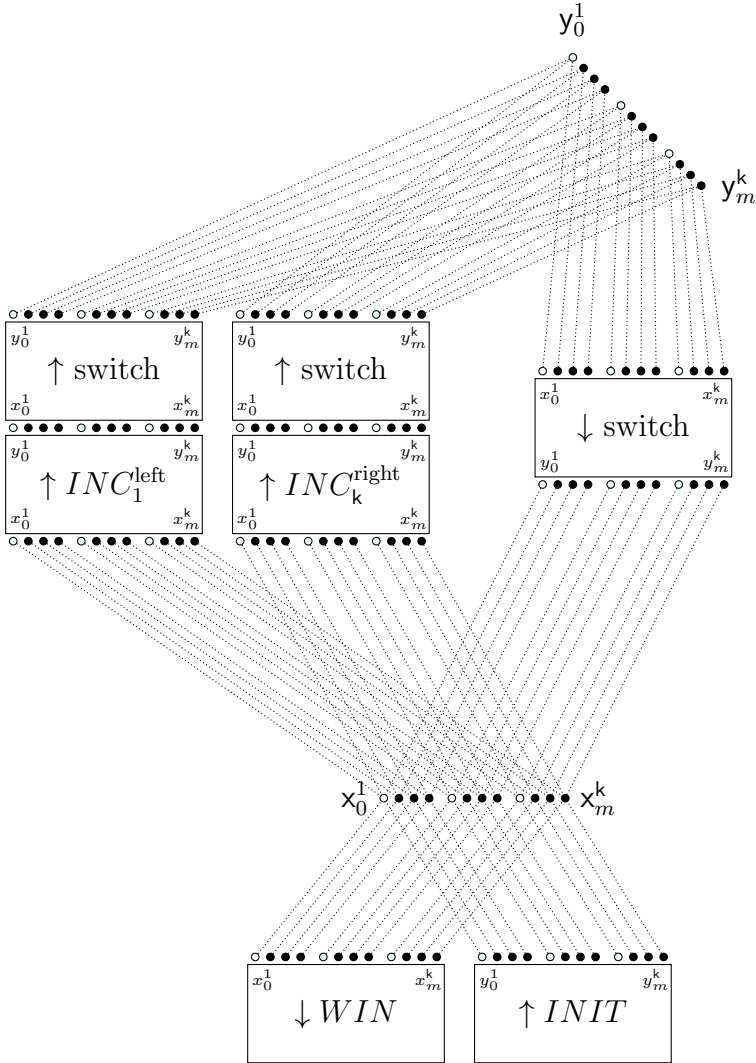 y_0^1
y_m^k
y_0^1 y_m^k y_0^1 y_m^k
↑ switch ↑ switch
x_0^1 x_m^k x_0^1 x_m^k
x_0^1 x_m^k
↓ switch
y_0^1 y_m^k
y_0^1 y_m^k y_0^1 y_m^k
↑ INC_1^left ↑ INC_k^right
x_0^1 x_m^k x_0^1 x_m^k
x_0^1 x_m^k
x_0^1 x_m^k y_0^1 y_m^k
↓ WIN ↑ INIT